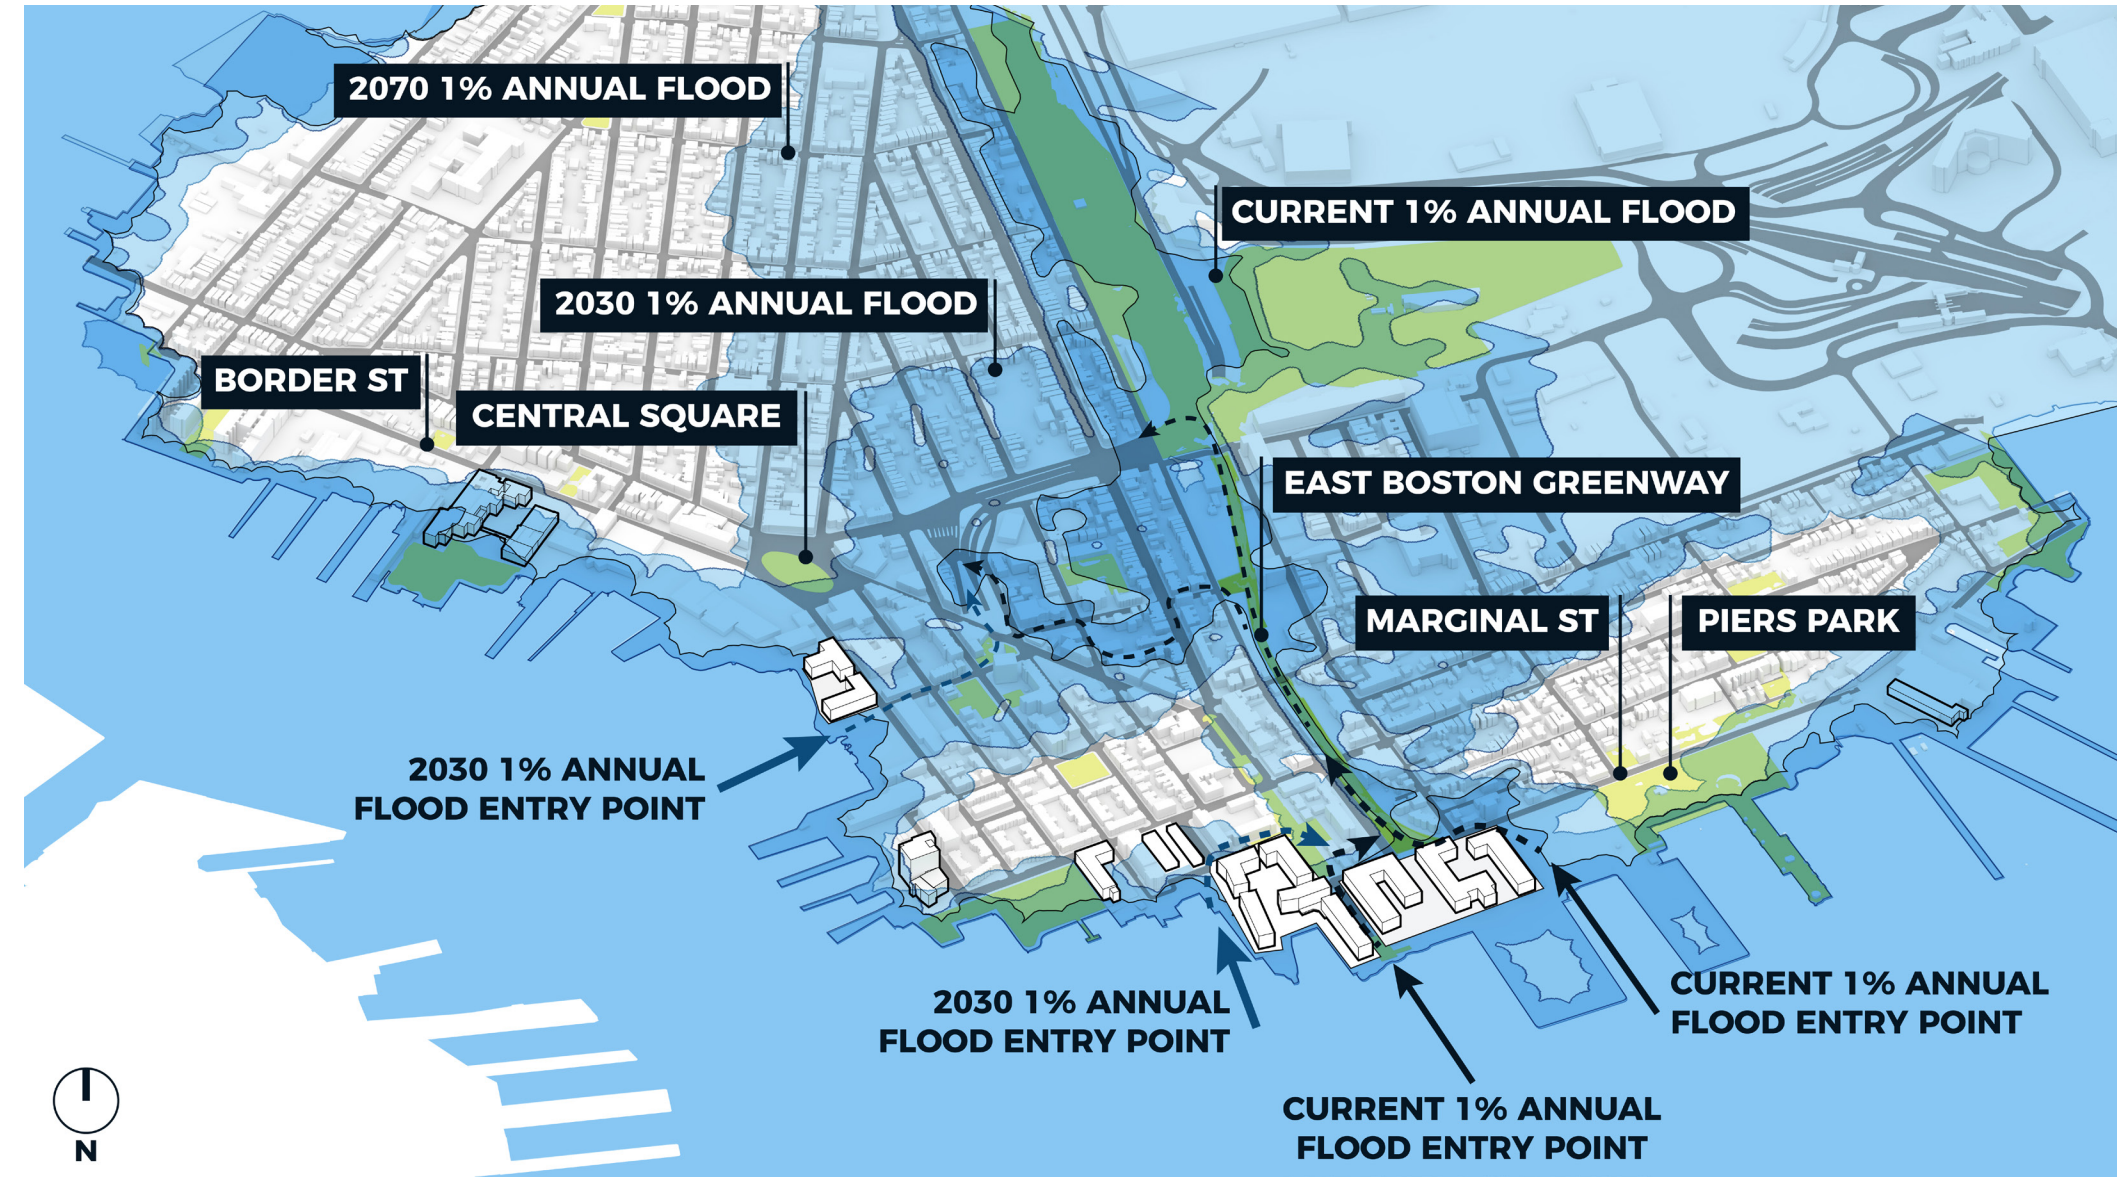 2070 1% ANNUAL FLOOD
CURRENT 1% ANNUAL FLOOD
2030 1% ANNUAL FLOOD
BORDER ST
CENTRAL SQUARE
EAST BOSTON GREENWAY
MARGINAL ST
PIERS PARK
2030 1% ANNUAL
FLOOD ENTRY POINT
2030 1% ANNUAL
FLOOD ENTRY POINT
CURRENT 1% ANNUAL
FLOOD ENTRY POINT
CURRENT 1% ANNUAL
FLOOD ENTRY POINT
N